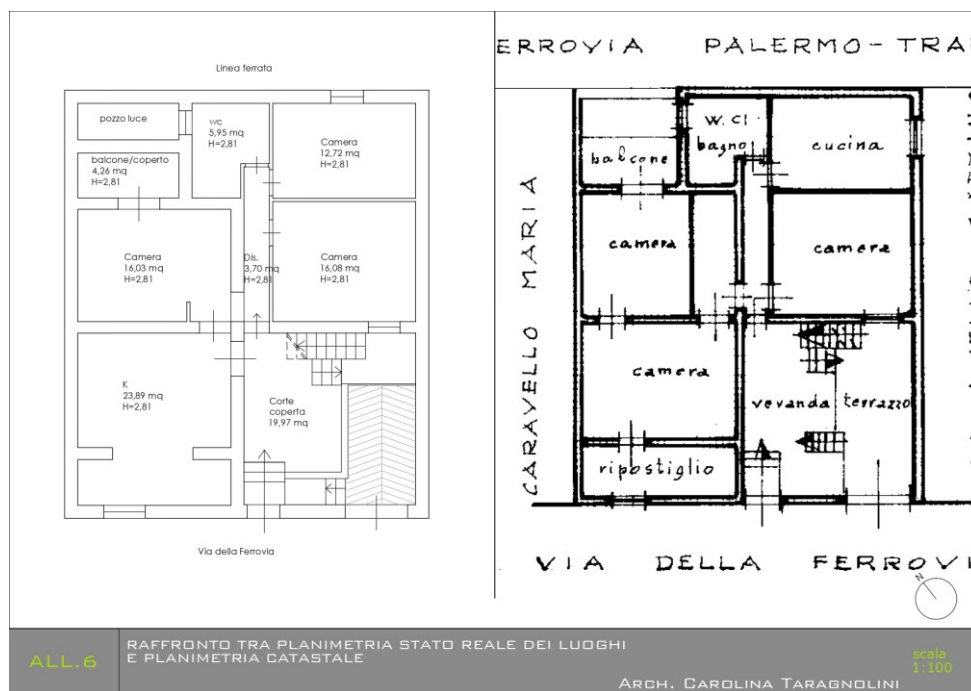 Linea ferrata
pozzo luce
wc
5,95 mq
H=2,81
Camera
12,72 mq
H=2,81
balcone/coperto
4,26 mq
H=2,81
Camera
16,03 mq
H=2,81
Dis.
3,70 mq
H=2,81
Camera
16,08 mq
H=2,81
K
23,89 mq
H=2,81
Corte
coperta
19,97 mq
Via della Ferrovia
ERROVIA PALERMO-TRA
CARAVELLO MARIA
balcone
W.Cl
bagno
cucina
camera
camera
camera
vevanda terrazzo
ripostiglio
VIA DELLA FERROVI
N
ALL.6
RAFFRONTO TRA PLANIMETRIA STATO REALE DEI LUOGHI
E PLANIMETRIA CATASTALE
scala
1:100
ARCH. CAROLINA TARAGNOLINI